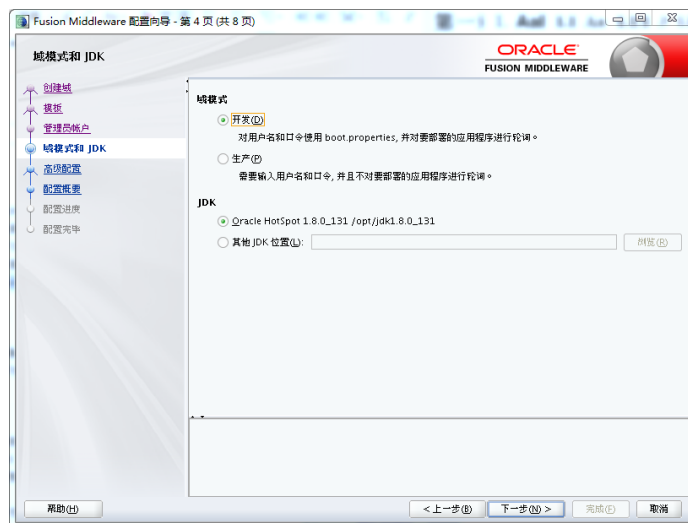 Fusion Middleware 配置向导 - 第 4 页 (共 8 页)
域模式和 JDK
ORACLE
FUSION MIDDLEWARE
创建域
模板
管理员帐户
域模式和 JDK
高级配置
配置概要
配置进度
配置完毕
域模式
开发(D)
对用户名和口令使用 boot.properties, 并对要部署的应用程序进行轮询。
生产(P)
需要输入用户名和口令, 并且不对要部署的应用程序进行轮询。
JDK
Oracle HotSpot 1.8.0_131 /opt/jdk1.8.0_131
其他 JDK 位置(L):
浏览(R)
帮助(H)
< 上一步(B)
下一步(N) >
完成(F)
取消